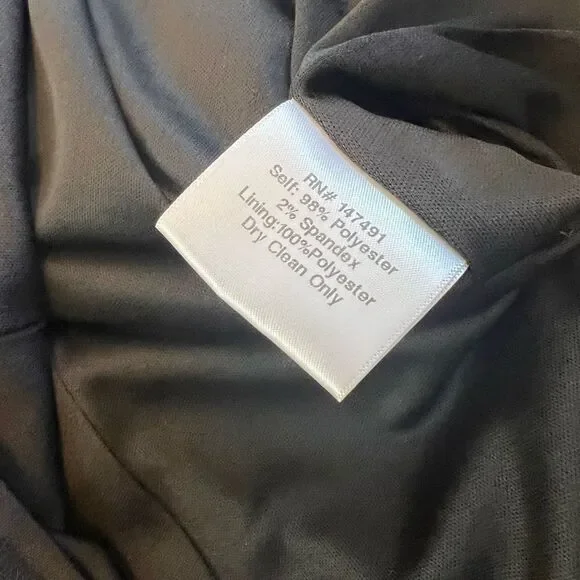 RN# 147491
Self: 98% Polyester
2% Spandex
Lining:100%Polyester
Dry Clean Only